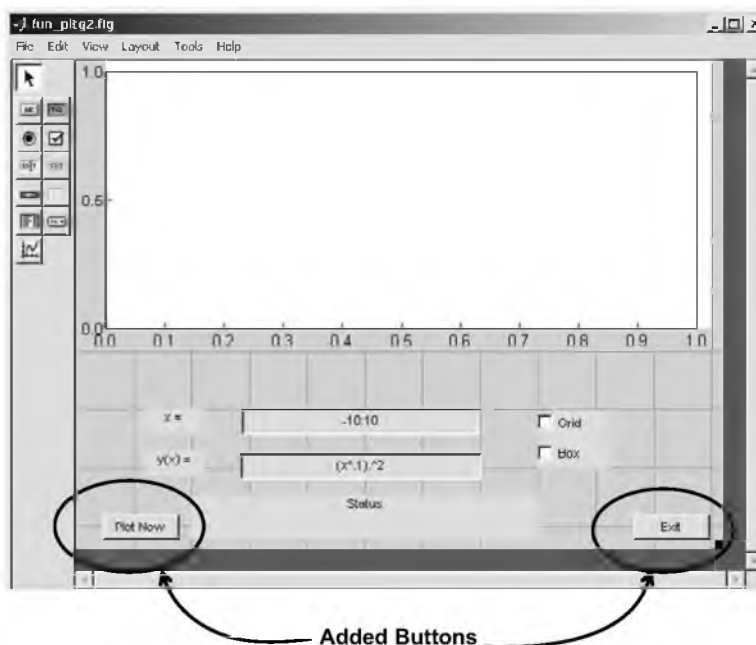 fun_pltg2.fig
File Edit View Layout Tools Help
1.0
0.5
0.0
0.0 0.1 0.2 0.3 0.4 0.5 0.6 0.7 0.8 0.9 1.0
x = -10:10 Grid
y(x) = (x*.1).^2 Box
Status
Plot Now Exit
Added Buttons